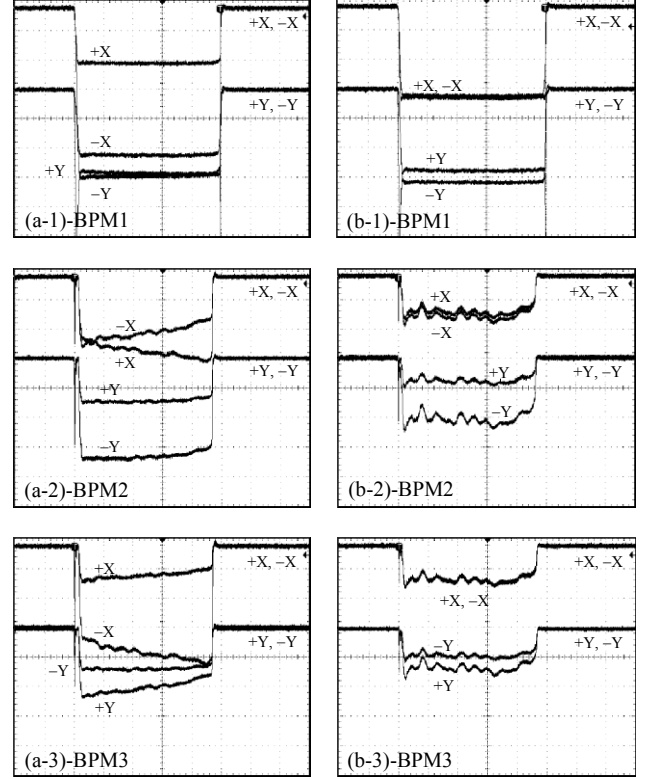 +X, –X
+X
+Y, –Y
–X
+Y
–Y
(a-1)-BPM1
+X,–X
+X, –X
+Y, –Y
+Y
–Y
(b-1)-BPM1
+X, –X
–X
+X
+Y, –Y
+Y
–Y
(a-2)-BPM2
+X, –X
+X
–X
+Y
+Y, –Y
–Y
(b-2)-BPM2
+X, –X
+X
–X
+Y, –Y
–Y
+Y
(a-3)-BPM3
+X, –X
+X, –X
–Y
+Y, –Y
+Y
(b-3)-BPM3